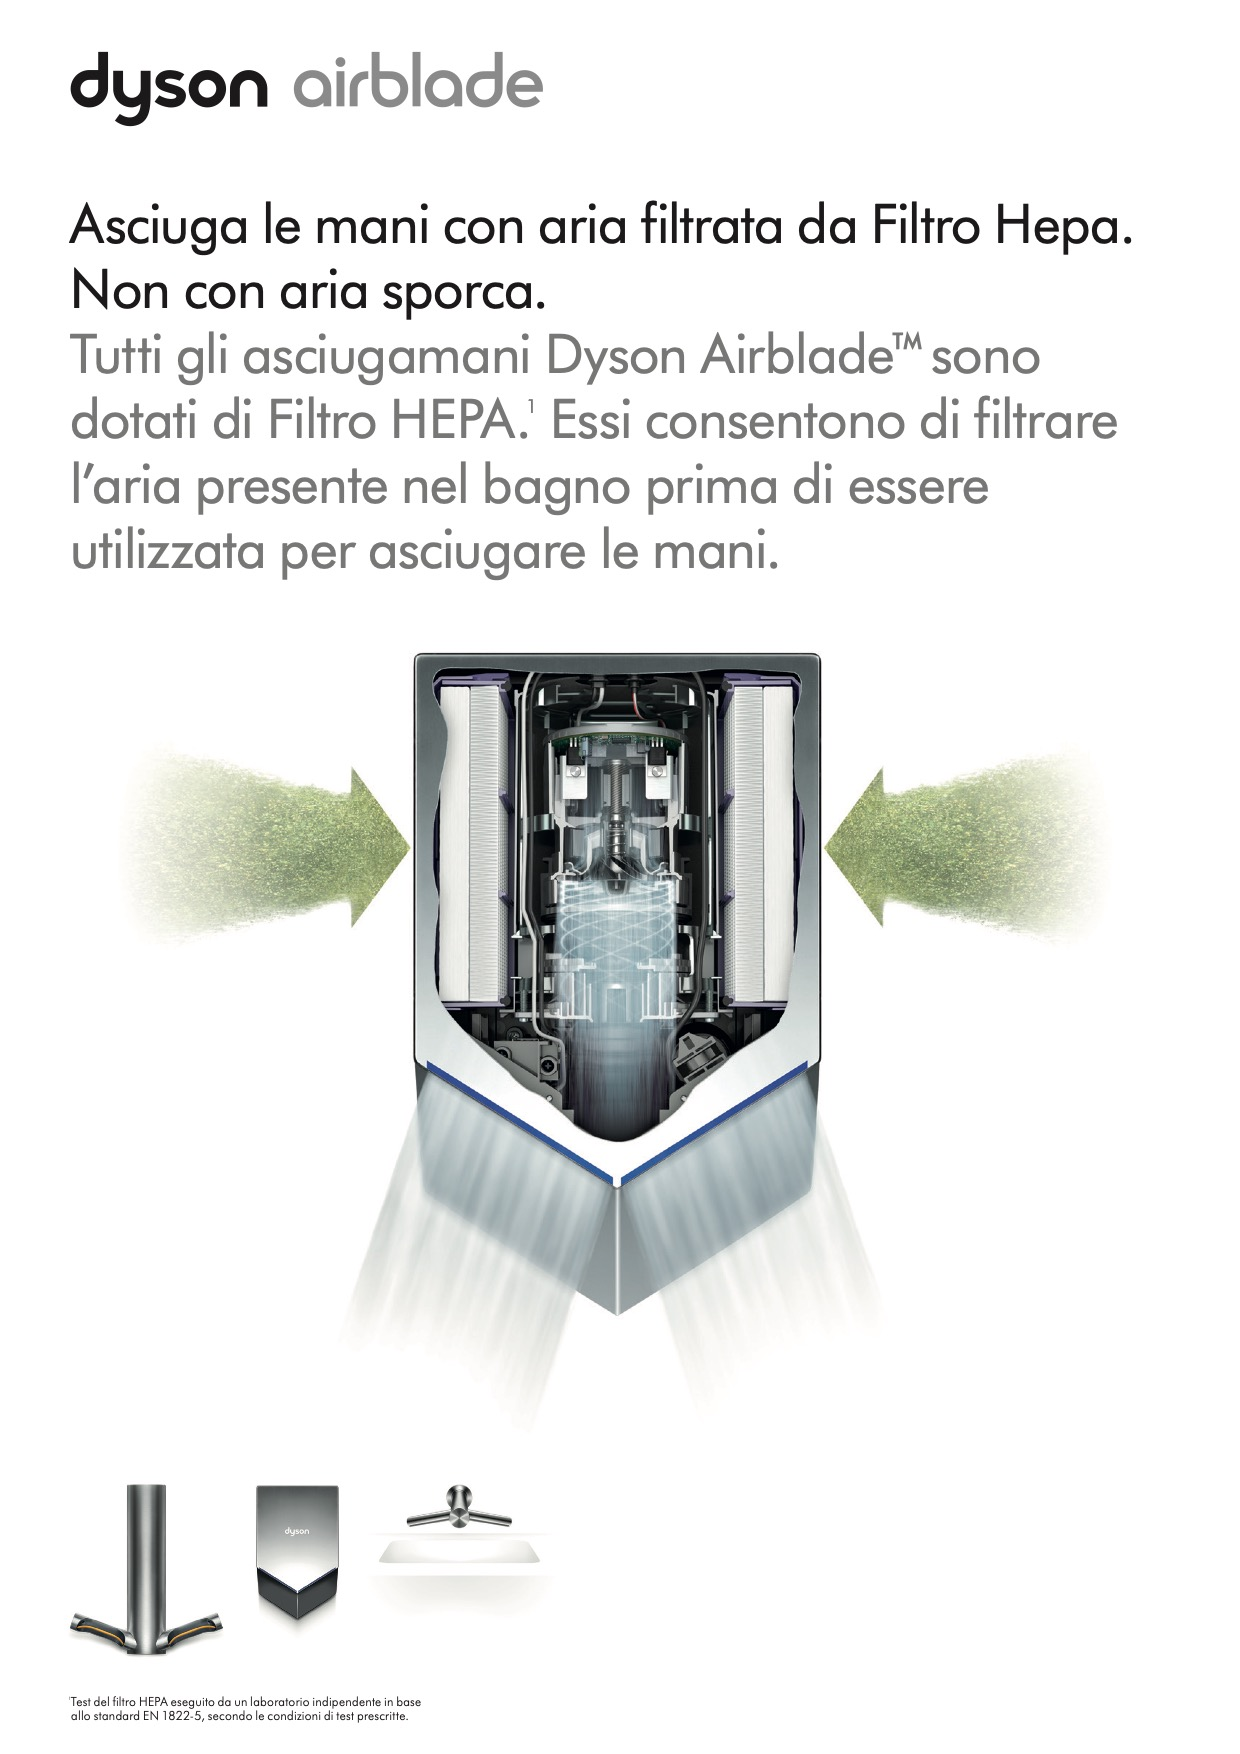 dyson airblade
Asciuga le mani con aria filtrata da Filtro Hepa.
Non con aria sporca.
Tutti gli asciugamani Dyson Airblade™ sono
dotati di Filtro HEPA.¹ Essi consentono di filtrare
l’aria presente nel bagno prima di essere
utilizzata per asciugare le mani.
dyson
¹Test del filtro HEPA eseguito da un laboratorio indipendente in base
allo standard EN 1822-5, secondo le condizioni di test prescritte.